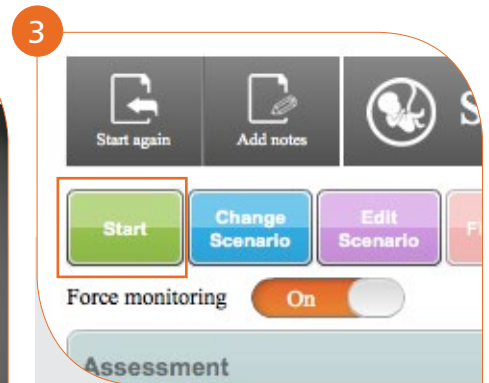 3
Start again
Add notes
S
Start
Change
Scenario
Edit
Scenario
Force monitoring
On
Assessment